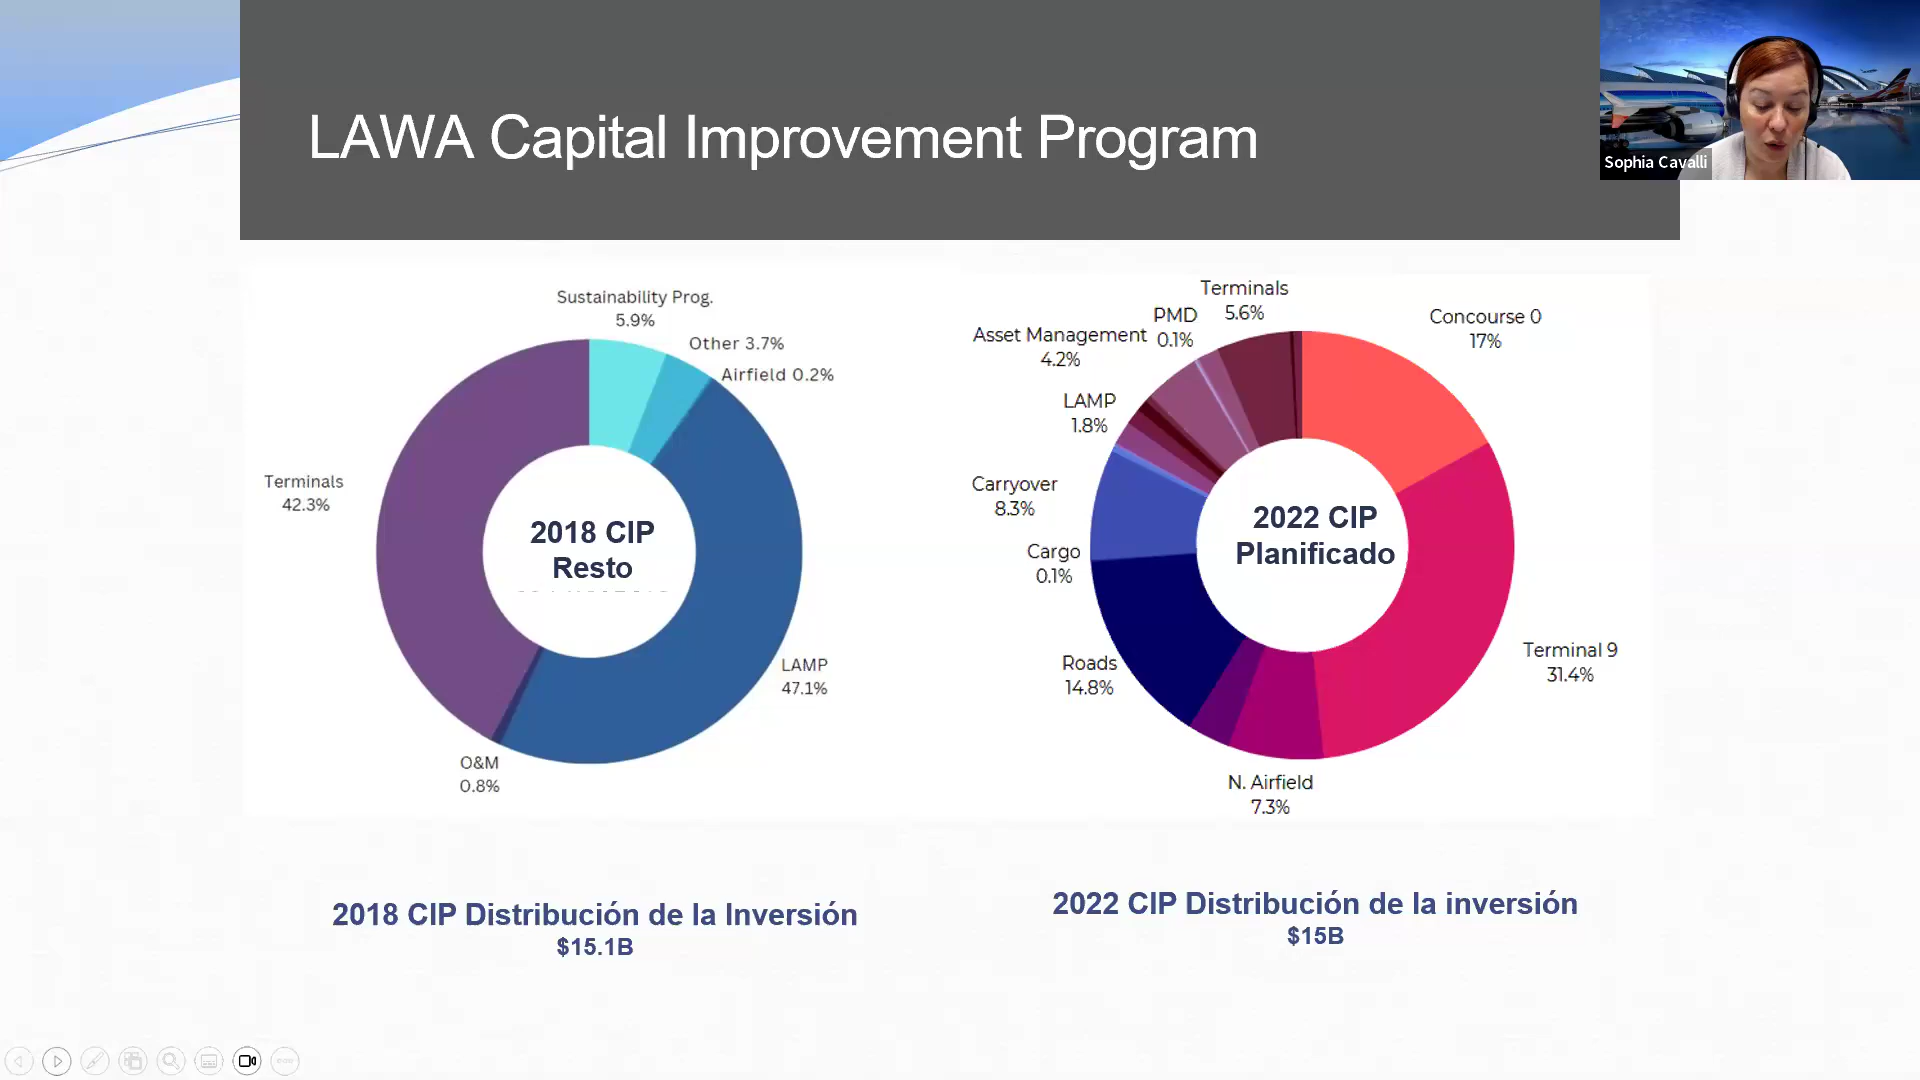 LAWA Capital Improvement Program
Sophia Cavalli
Sustainability Prog.
5.9%
Other 3.7%
Airfield 0.2%
Terminals
42.3%
2018 CIP
Resto
LAMP
47.1%
O&M
0.8%
Terminals
5.6%
PMD
0.1%
Concourse 0
17%
Asset Management
4.2%
LAMP
1.8%
Carryover
8.3%
2022 CIP
Planificado
Cargo
0.1%
Roads
14.8%
Terminal 9
31.4%
N. Airfield
7.3%
2018 CIP Distribución de la Inversión
$15.1B
2022 CIP Distribución de la inversión
$15B